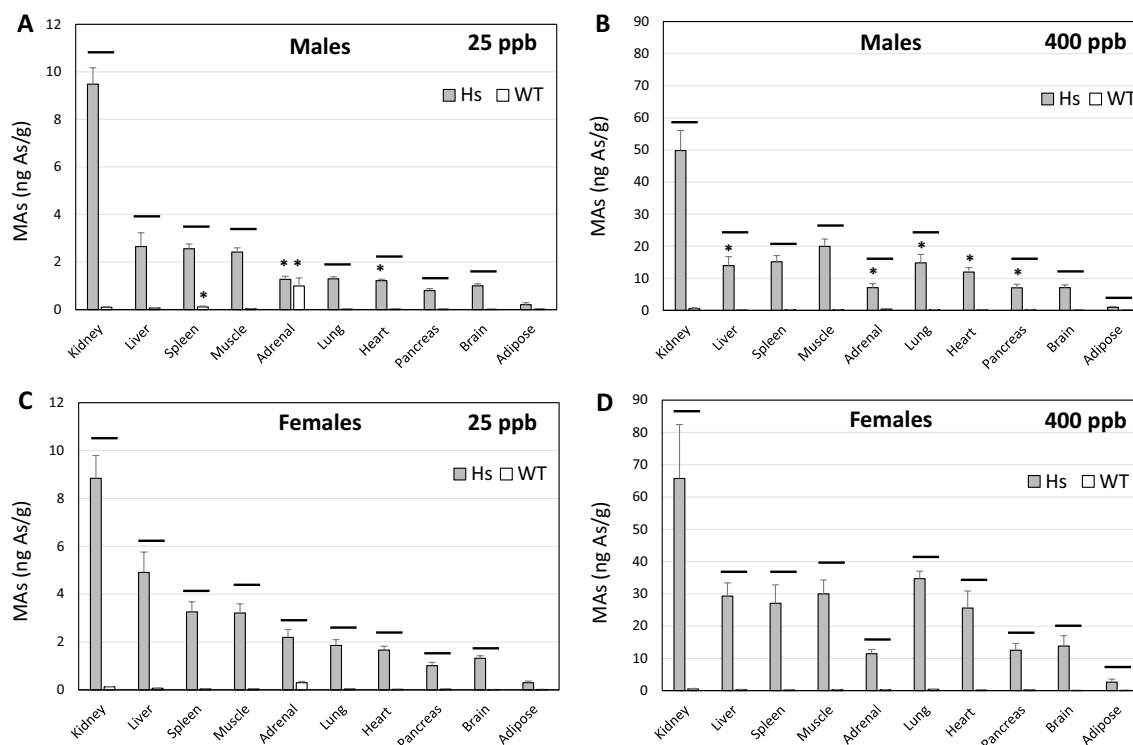 A
Males
25 ppb
Hs WT
MAs (ng As/g)
12
10
8
6
4
2
0
*
* *
*
Kidney Liver Spleen Muscle Adrenal Lung Heart Pancreas Brain Adipose
B
Males
400 ppb
Hs WT
MAs (ng As/g)
90
80
70
60
50
40
30
20
10
0
* * * * *
Kidney Liver Spleen Muscle Adrenal Lung Heart Pancreas Brain Adipose
C
Females
25 ppb
Hs WT
MAs (ng As/g)
12
10
8
6
4
2
0
Kidney Liver Spleen Muscle Adrenal Lung Heart Pancreas Brain Adipose
D
Females
400 ppb
Hs WT
MAs (ng As/g)
90
80
70
60
50
40
30
20
10
0
Kidney Liver Spleen Muscle Adrenal Lung Heart Pancreas Brain Adipose